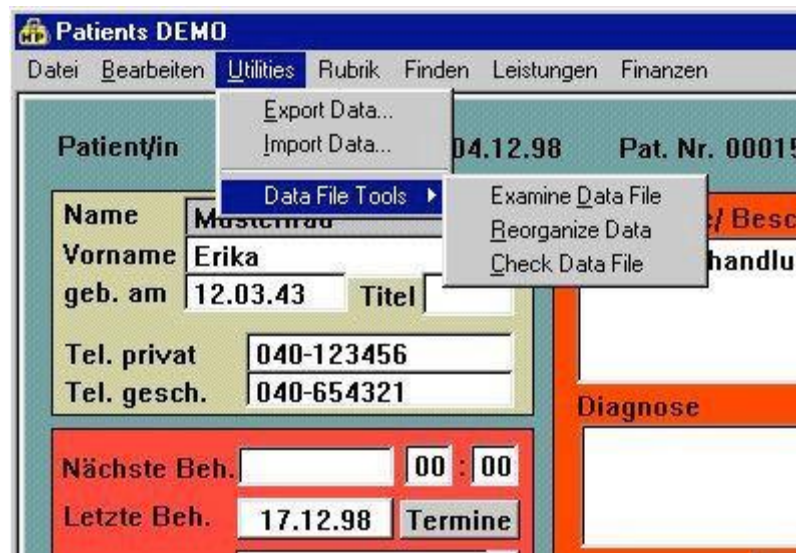 Patients DEMO
Datei Bearbeiten Utilities Rubrik Finden Leistungen Finanzen
Export Data...
Import Data...
Data File Tools
Examine Data File
Reorganize Data
Check Data File
Patient/in 04.12.98 Pat. Nr. 00015
Name
Vorname Erika
geb. am 12.03.43 Titel
Tel. privat 040-123456
Tel. gesch. 040-654321
/ Besc
handlu
Diagnose
Nächste Beh. 00 : 00
Letzte Beh. 17.12.98 Termine